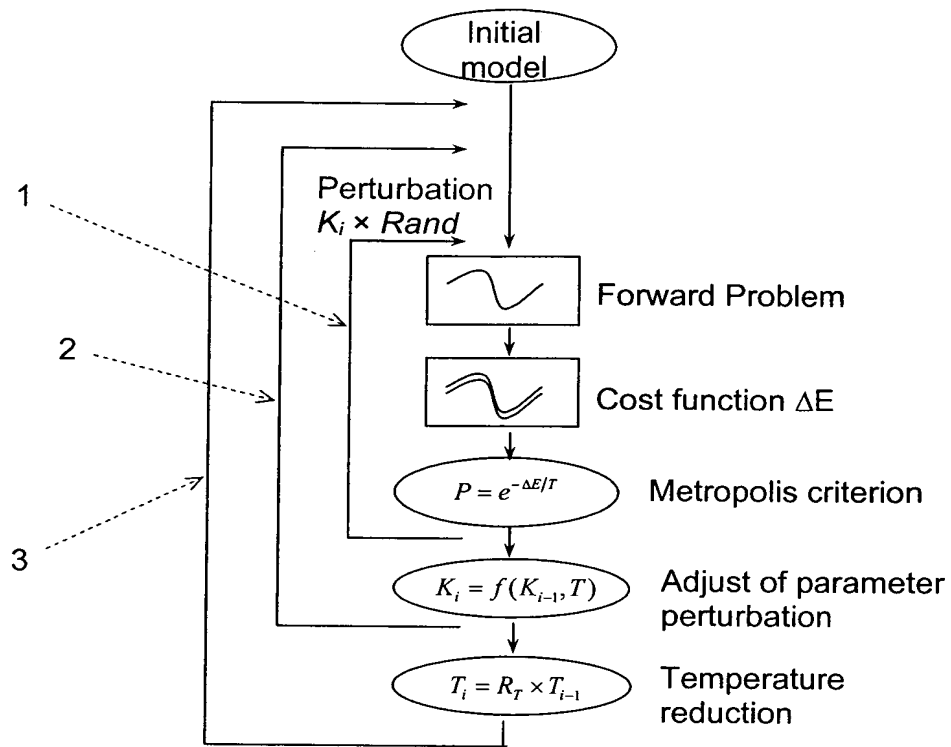 Initial
model
1
Perturbation
K_i × Rand
Forward Problem
2
Cost function ΔE
P = e^{-ΔE/T}
Metropolis criterion
3
K_i = f(K_{i-1}, T)
Adjust of parameter
perturbation
T_i = R_T × T_{i-1}
Temperature
reduction